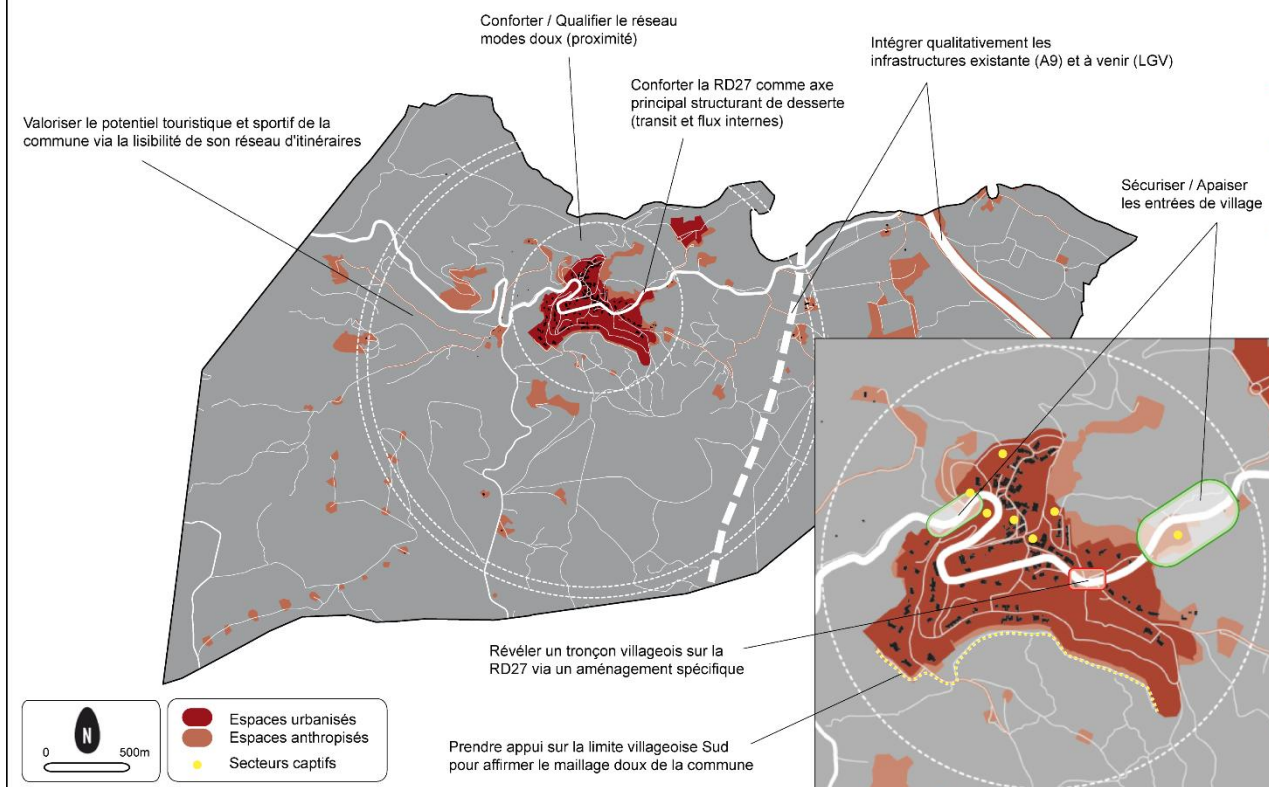 Conforter / Qualifier le réseau
modes doux (proximité)
Intégrer qualitativement les
infrastructures existante (A9) et à venir (LGV)
Conforter la RD27 comme axe
principal structurant de desserte
(transit et flux internes)
Valoriser le potentiel touristique et sportif de la
commune via la lisibilité de son réseau d'itinéraires
Sécuriser / Apaiser
les entrées de village
Révéler un tronçon villageois sur la
RD27 via un aménagement spécifique
Prendre appui sur la limite villageoise Sud
pour affirmer le maillage doux de la commune
N
0 500m
Espaces urbanisés
Espaces anthropisés
Secteurs captifs